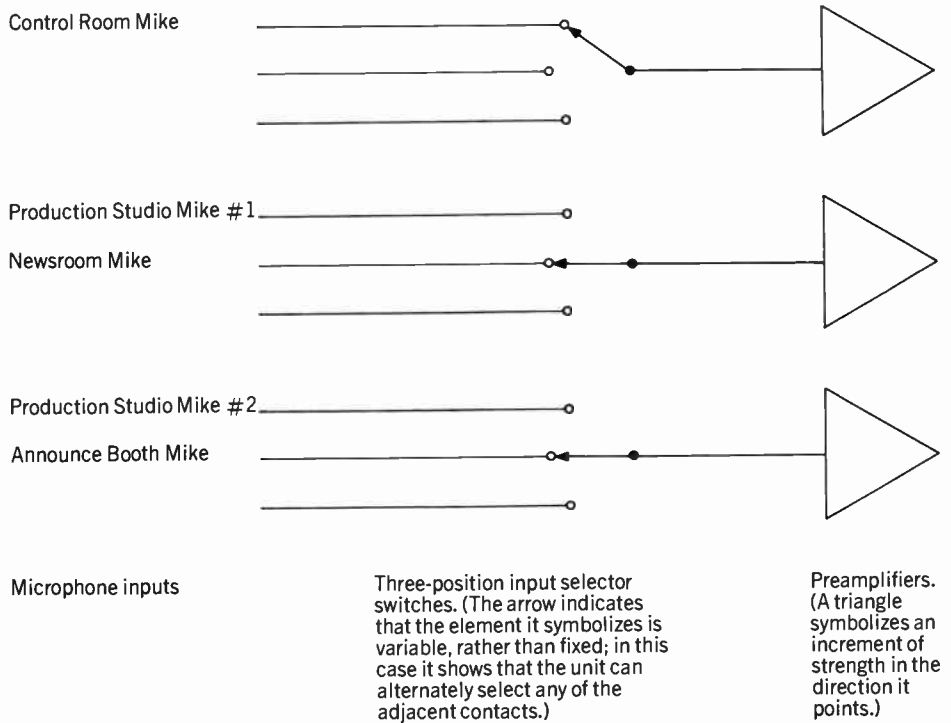 Control Room Mike
Production Studio Mike #1
Newsroom Mike
Production Studio Mike #2
Announce Booth Mike
Microphone inputs
Three-position input selector
switches. (The arrow indicates
that the element it symbolizes is
variable, rather than fixed; in this
case it shows that the unit can
alternately select any of the
adjacent contacts.)
Preamplifiers.
(A triangle
symbolizes an
increment of
strength in the
direction it
points.)